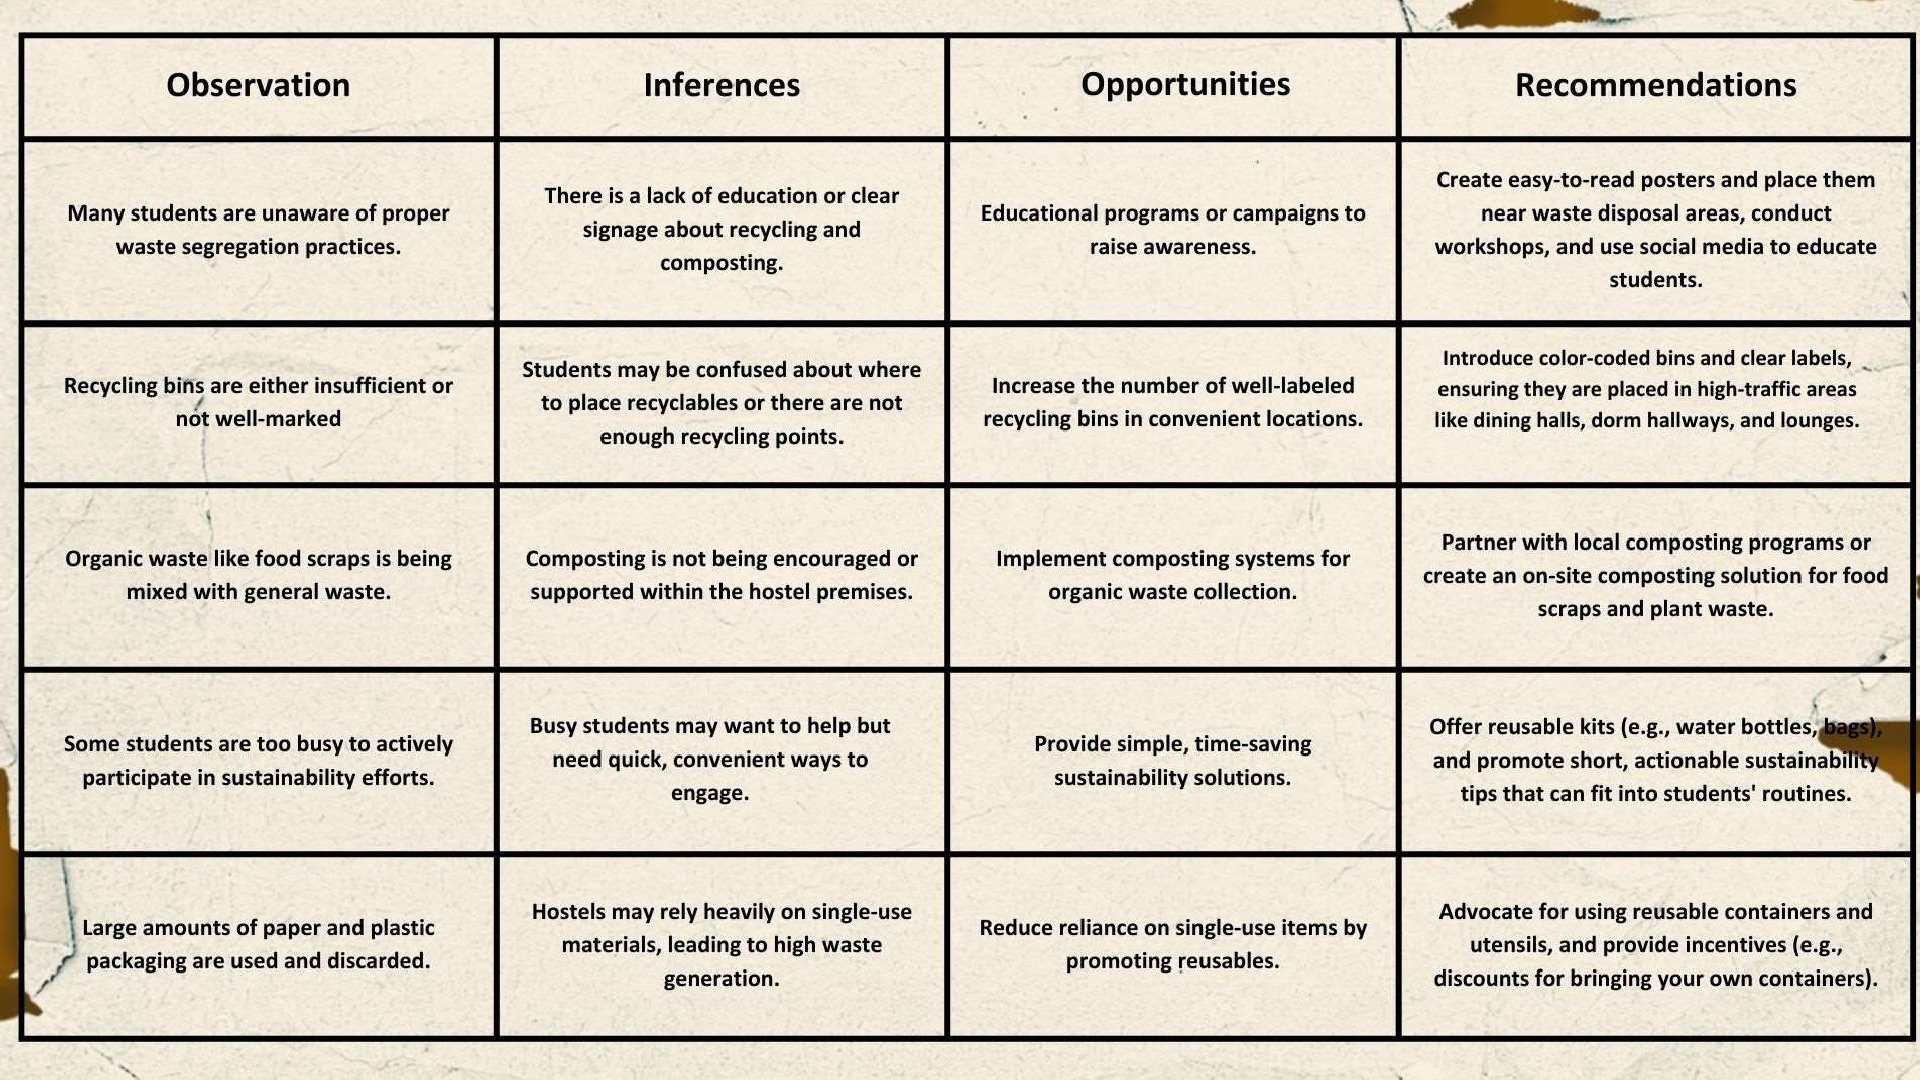 Observation
Inferences
Opportunities
Recommendations
Many students are unaware of proper
waste segregation practices.
There is a lack of education or clear
signage about recycling and
composting.
Educational programs or campaigns to
raise awareness.
Create easy-to-read posters and place them
near waste disposal areas, conduct
workshops, and use social media to educate
students.
Recycling bins are either insufficient or
not well-marked
Students may be confused about where
to place recyclables or there are not
enough recycling points.
Increase the number of well-labeled
recycling bins in convenient locations.
Introduce color-coded bins and clear labels,
ensuring they are placed in high-traffic areas
like dining halls, dorm hallways, and lounges.
Organic waste like food scraps is being
mixed with general waste.
Composting is not being encouraged or
supported within the hostel premises.
Implement composting systems for
organic waste collection.
Partner with local composting programs or
create an on-site composting solution for food
scraps and plant waste.
Some students are too busy to actively
participate in sustainability efforts.
Busy students may want to help but
need quick, convenient ways to
engage.
Provide simple, time-saving
sustainability solutions.
Offer reusable kits (e.g., water bottles, bags),
and promote short, actionable sustainability
tips that can fit into students' routines.
Large amounts of paper and plastic
packaging are used and discarded.
Hostels may rely heavily on single-use
materials, leading to high waste
generation.
Reduce reliance on single-use items by
promoting reusables.
Advocate for using reusable containers and
utensils, and provide incentives (e.g.,
discounts for bringing your own containers).